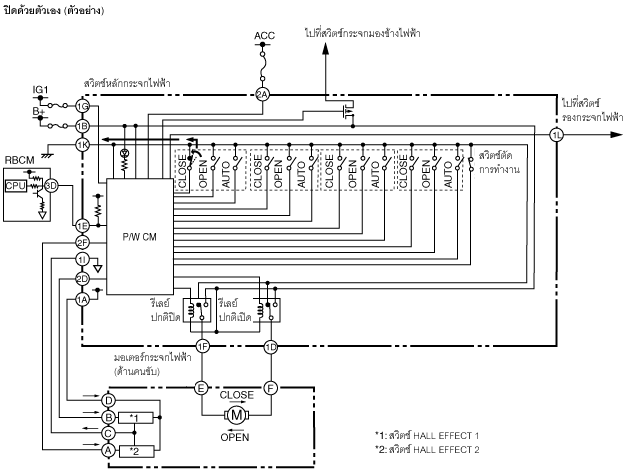 ปิดด้วยตัวเอง (ตัวอย่าง)
ACC
ไปที่สวิตช์กระจกมองข้างไฟฟ้า
IG1
B+
สวิตช์หลักกระจกไฟฟ้า
ไปที่สวิตช์
รองกระจกไฟฟ้า
1G
2A
1B
1K
1L
RBCM
CPU
3D
CLOSE
OPEN
AUTO
CLOSE
OPEN
AUTO
CLOSE
OPEN
AUTO
CLOSE
OPEN
AUTO
สวิตช์ตัด
การทำงาน
1E
2F
1I
2D
1A
P/W CM
รีเลย์
ปกติปิด
รีเลย์
ปกติเปิด
1F
1D
มอเตอร์กระจกไฟฟ้า
(ด้านคนขับ)
E
F
CLOSE
M
OPEN
D
B
C
A
*1
*2
*1: สวิตช์ HALL EFFECT 1
*2: สวิตช์ HALL EFFECT 2